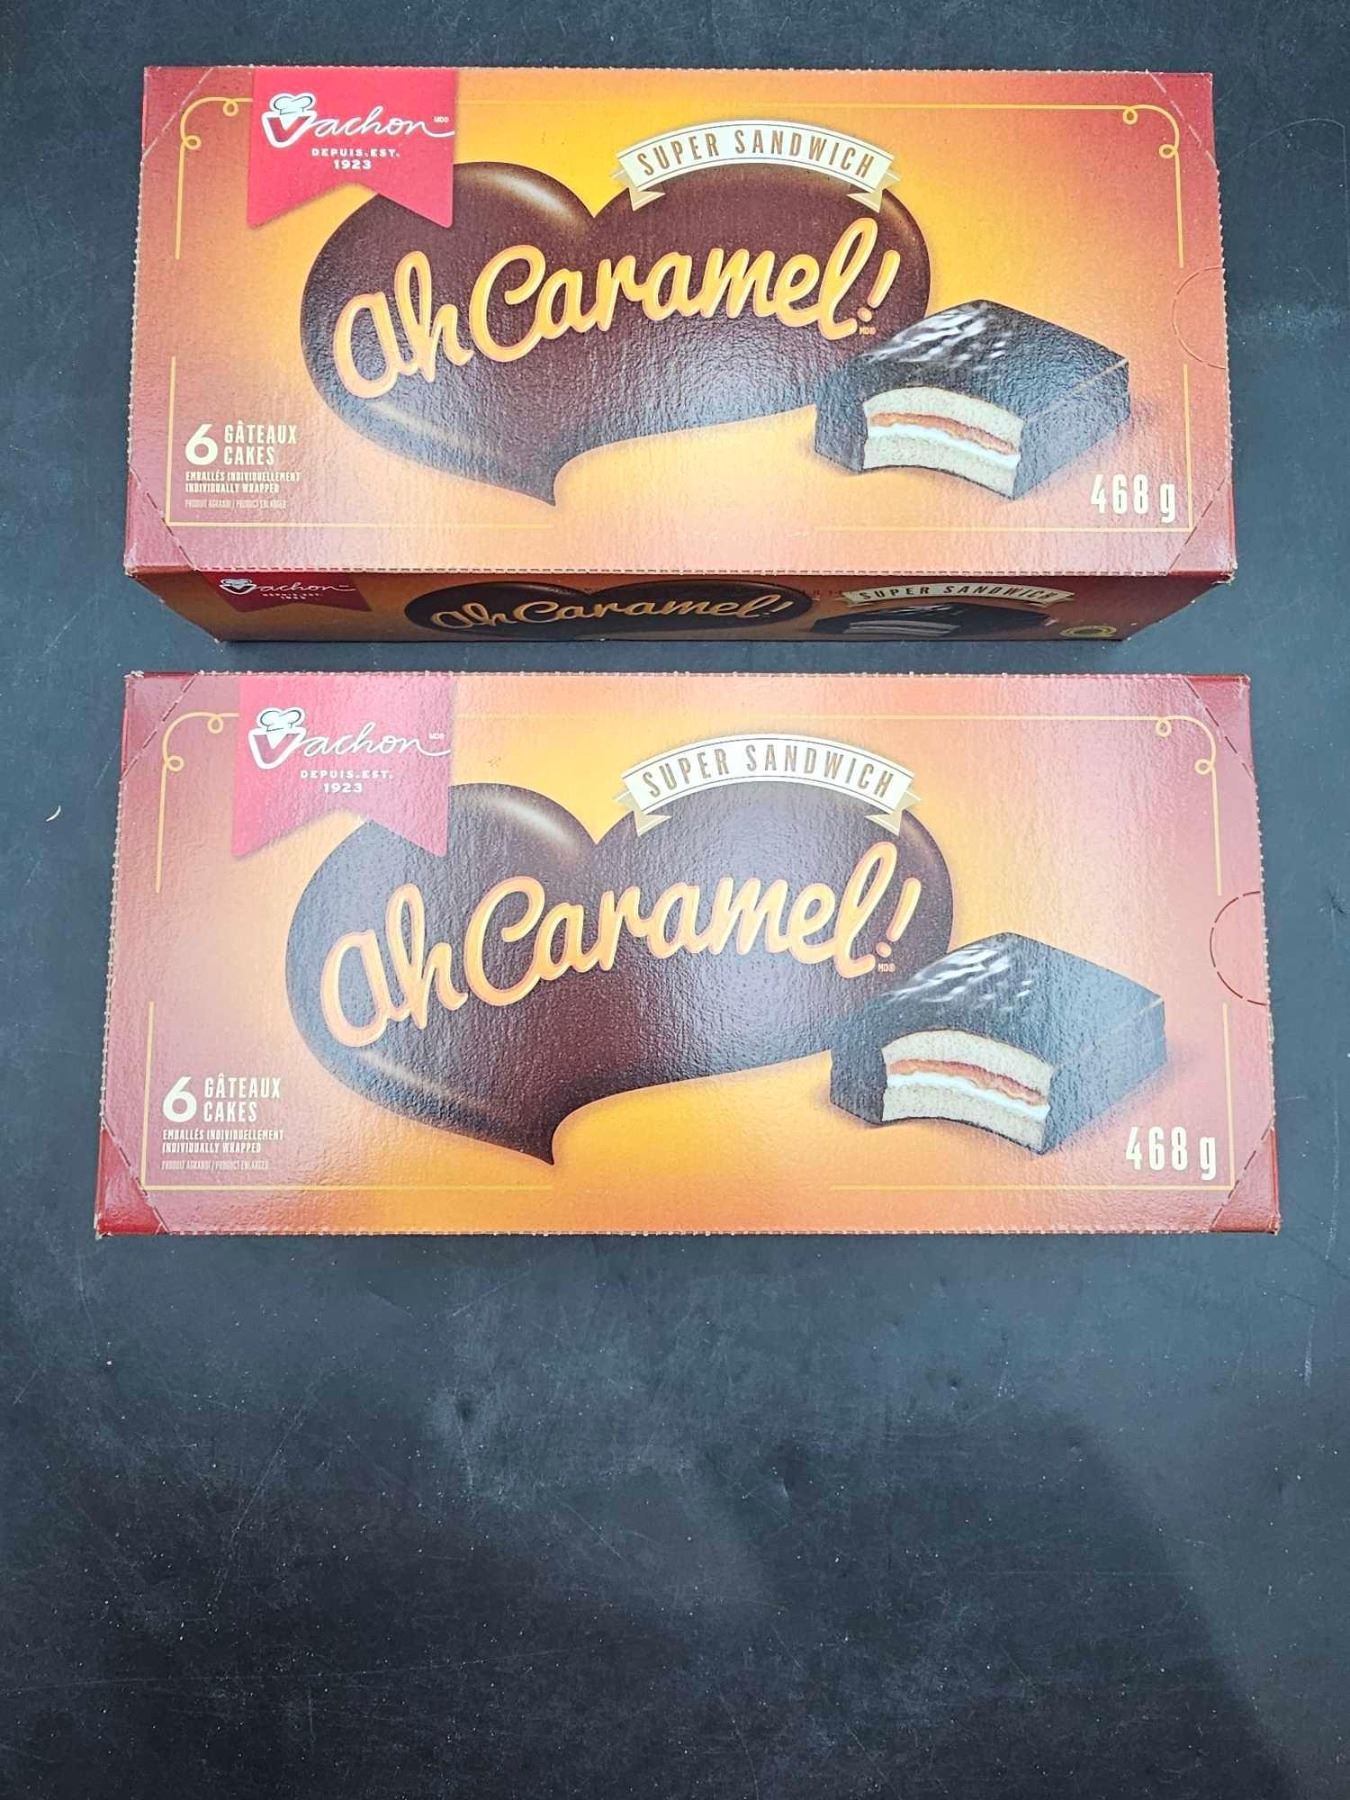 Vachon MD®
DEPUIS.EST.
1923
SUPER SANDWICH
ah Caramel! MD®
6 GÂTEAUX
CAKES
EMBALLÉS INDIVIDUELLEMENT
INDIVIDUALLY WRAPPED
PRODUIT AGRANDI / PRODUCT ENLARGED
468 g
Vachon
ah Caramel!
SUPER SANDWICH
Vachon MD®
DEPUIS.EST.
1923
SUPER SANDWICH
ah Caramel! MD®
6 GÂTEAUX
CAKES
EMBALLÉS INDIVIDUELLEMENT
INDIVIDUALLY WRAPPED
PRODUIT AGRANDI / PRODUCT ENLARGED
468 g